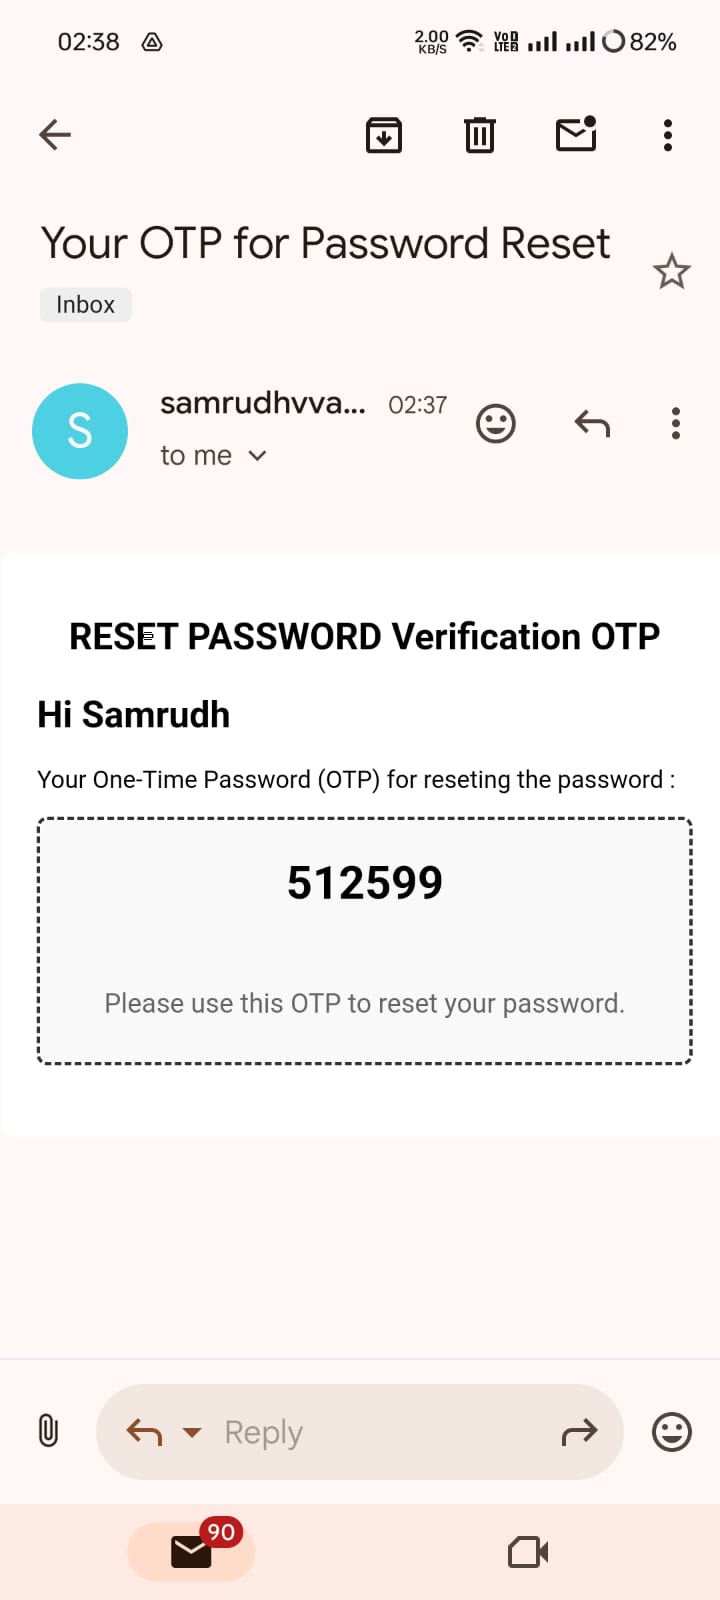 02:38
2.00 KB/S
Vo LTE 2
82%
Your OTP for Password Reset
Inbox
S
samrudhvva... 02:37
to me
RESET PASSWORD Verification OTP
Hi Samrudh
Your One-Time Password (OTP) for reseting the password :
512599
Please use this OTP to reset your password.
Reply
90